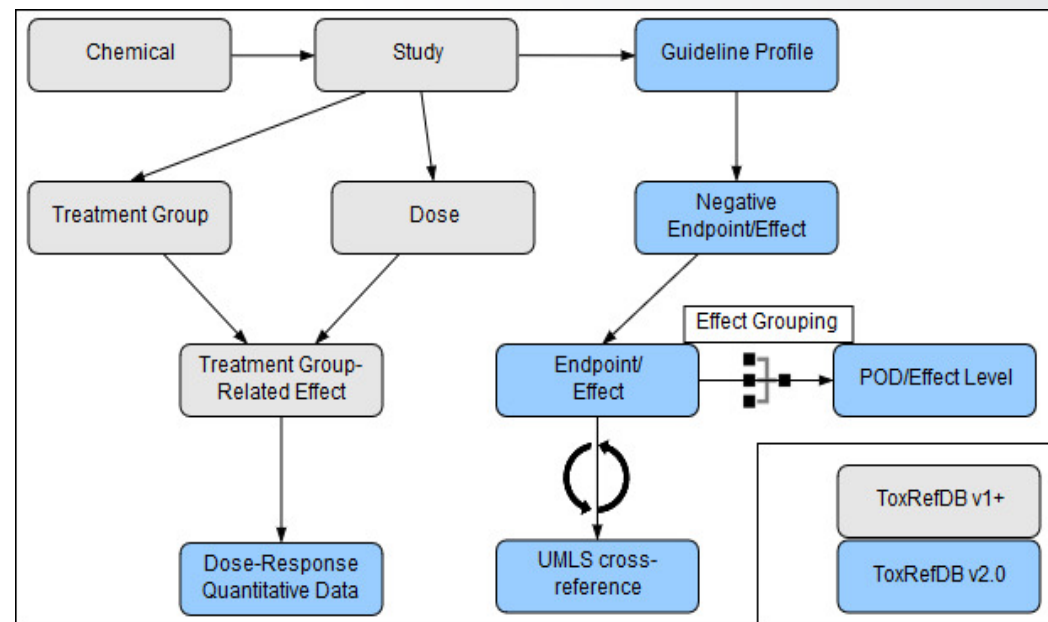 Chemical
Study
Guideline Profile
Treatment Group
Dose
Negative
Endpoint/Effect
Effect Grouping
Treatment Group-
Related Effect
Endpoint/
Effect
POD/Effect Level
Dose-Response
Quantitative Data
UMLS cross-
reference
ToxRefDB v1+
ToxRefDB v2.0